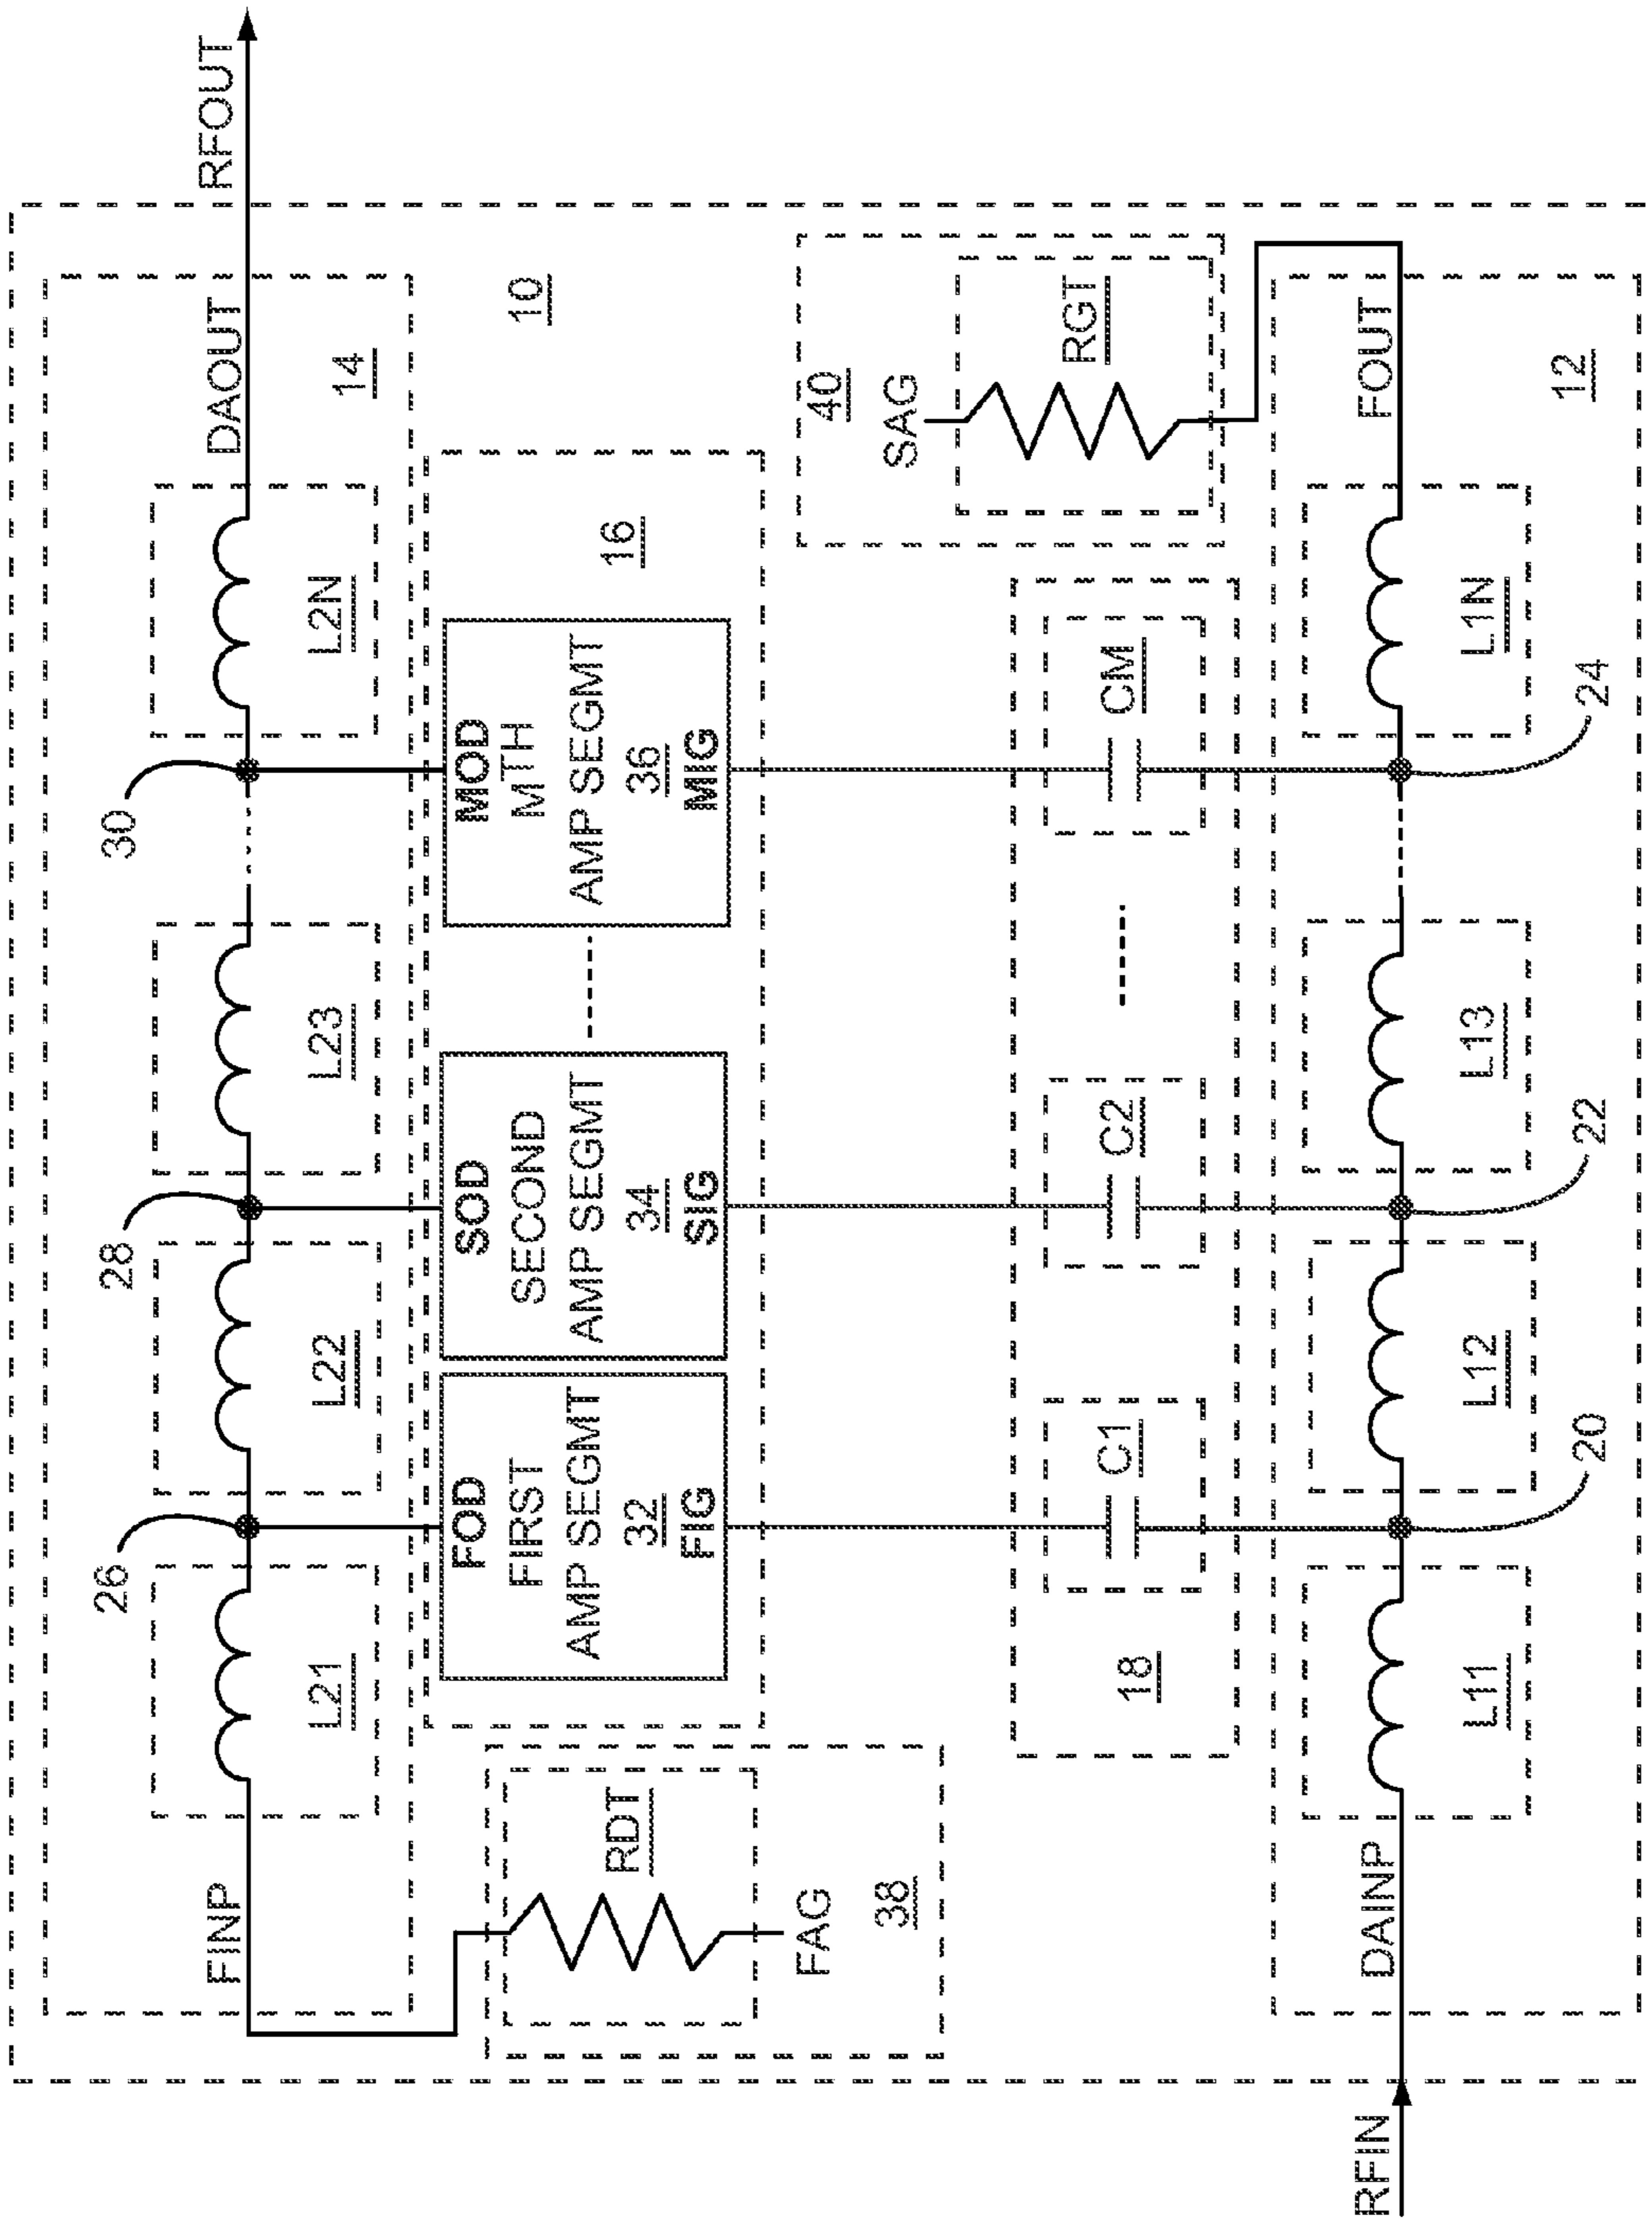 RFOUT
30
28
26
DAOUT
FINP
14
L2N
L23
L22
L21
10
MOD
MTH
AMP SEGMT
36
MIG
SOD
SECOND
AMP SEGMT
34
SIG
FOD
FIRST
AMP SEGMT
32
FIG
16
RDT
FAG
38
40
SAG
RGT
C1
C2
CM
18
RFIN
DAINP
FOUT
L11
L12
L13
L1N
12
20
22
24